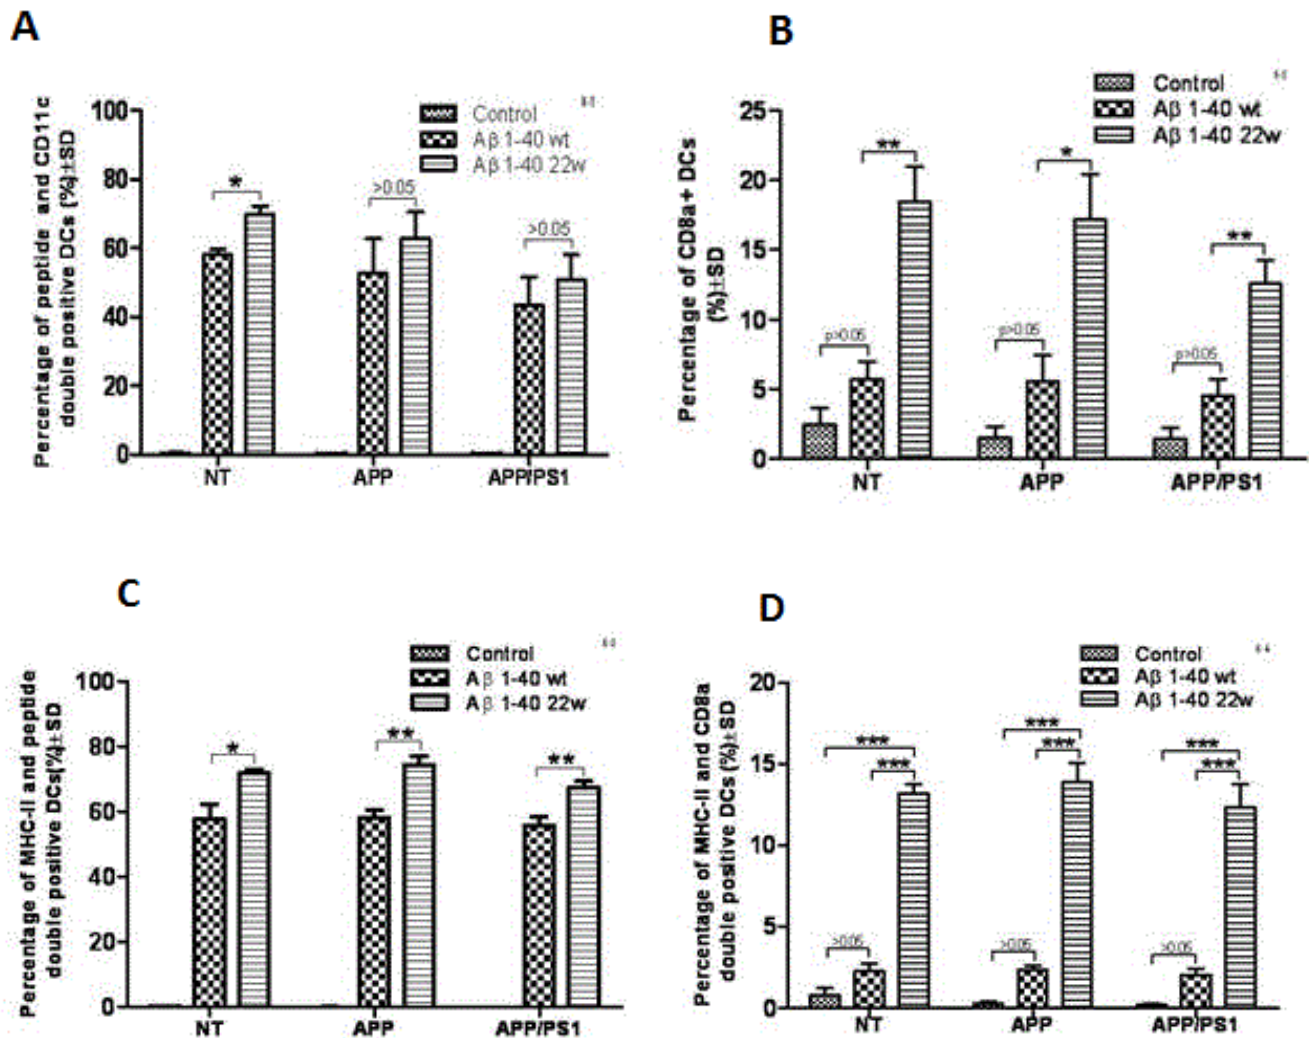 A
Percentage of peptide and CD11c
double positive DCs (%)±SD
100
80
60
40
20
0
Control
Aβ 1-40 wt
Aβ 1-40 22w
*
>0.05
>0.05
NT
APP
APP/PS1
B
Percentage of CD8a+ DCs
(%)±SD
25
20
15
10
5
0
Control
Aβ 1-40 wt
Aβ 1-40 22w
**
*
**
p>0.05
p>0.05
p>0.05
NT
APP
APP/PS1
C
Percentage of MHC-II and peptide
double positive DCs(%)±SD
100
80
60
40
20
0
Control
Aβ 1-40 wt
Aβ 1-40 22w
*
**
**
NT
APP
APP/PS1
D
Percentage of MHC-II and CD8a
double positive DCs (%)±SD
20
15
10
5
0
Control
Aβ 1-40 wt
Aβ 1-40 22w
***
***
***
***
***
***
>0.05
>0.05
>0.05
NT
APP
APP/PS1